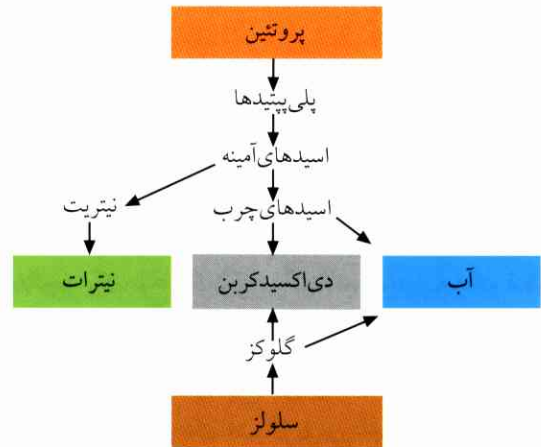 پروتئین
پلی‌پپتیدها
اسیدهای‌آمینه
نیتریت
اسیدهای‌چرب
نیترات
دی‌اکسیدکربن
آب
گلوکز
سلولز